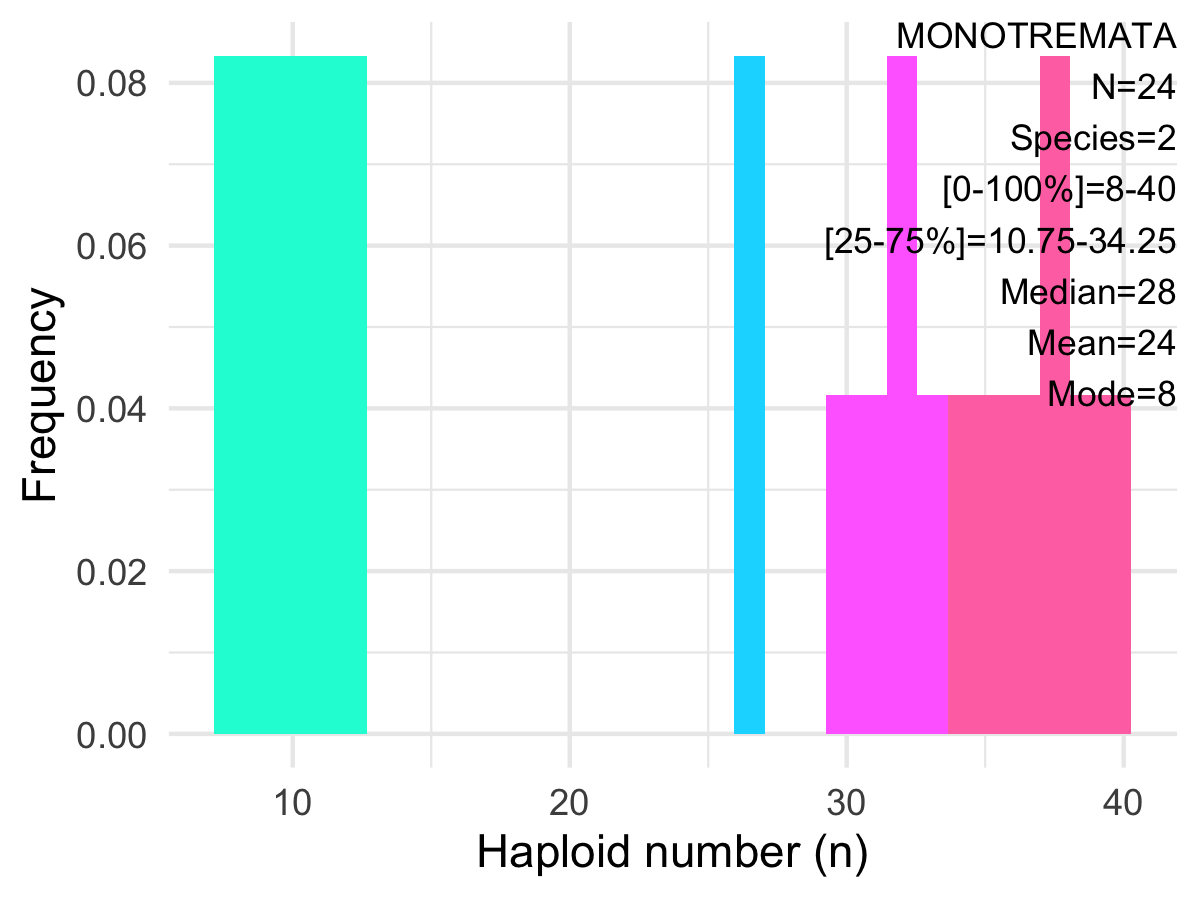 MONOTREMATA
N=24
Species=2
[0-100%]=8-40
[25-75%]=10.75-34.25
Median=28
Mean=24
Mode=8
0.08
0.06
0.04
0.02
0.00
Frequency
10 20 30 40
Haploid number (n)